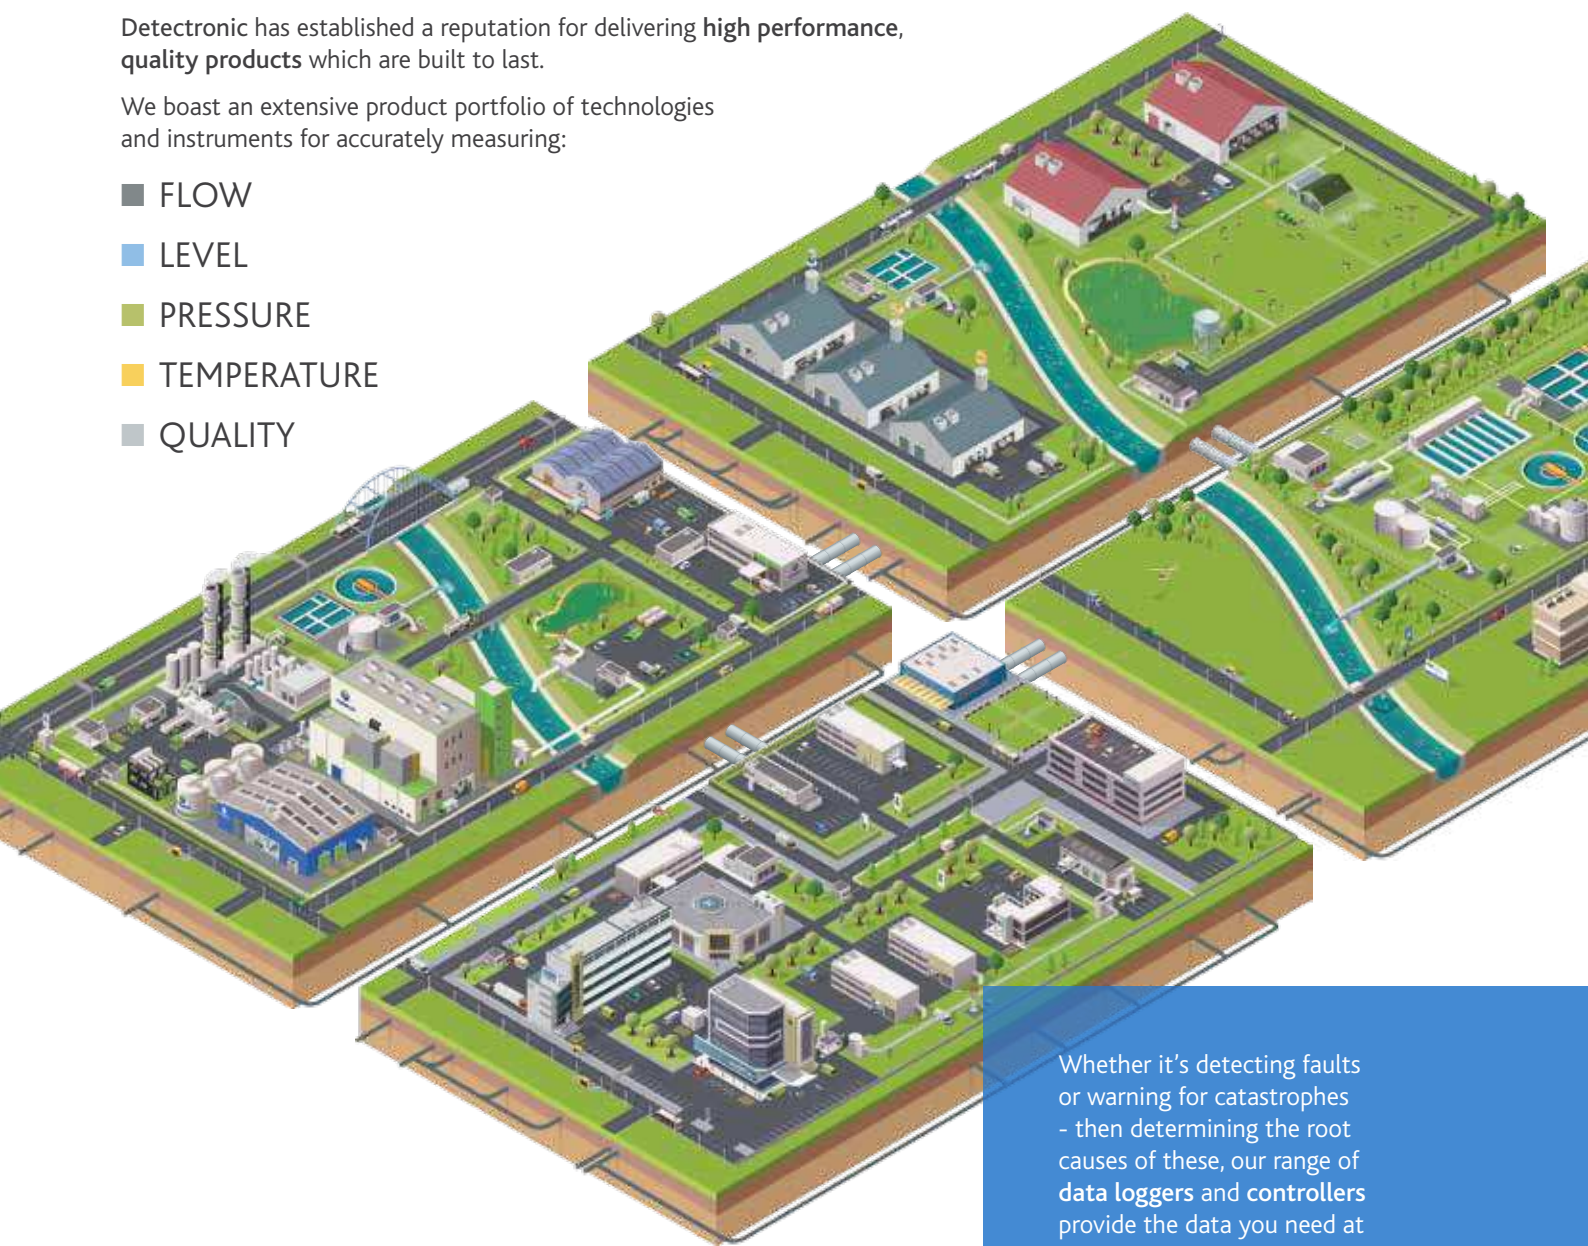 Detectronic has established a reputation for delivering high performance,
quality products which are built to last.
We boast an extensive product portfolio of technologies
and instruments for accurately measuring:
FLOW
LEVEL
PRESSURE
TEMPERATURE
QUALITY
Whether it’s detecting faults
or warning for catastrophes
- then determining the root
causes of these, our range of
data loggers and controllers
provide the data you need at